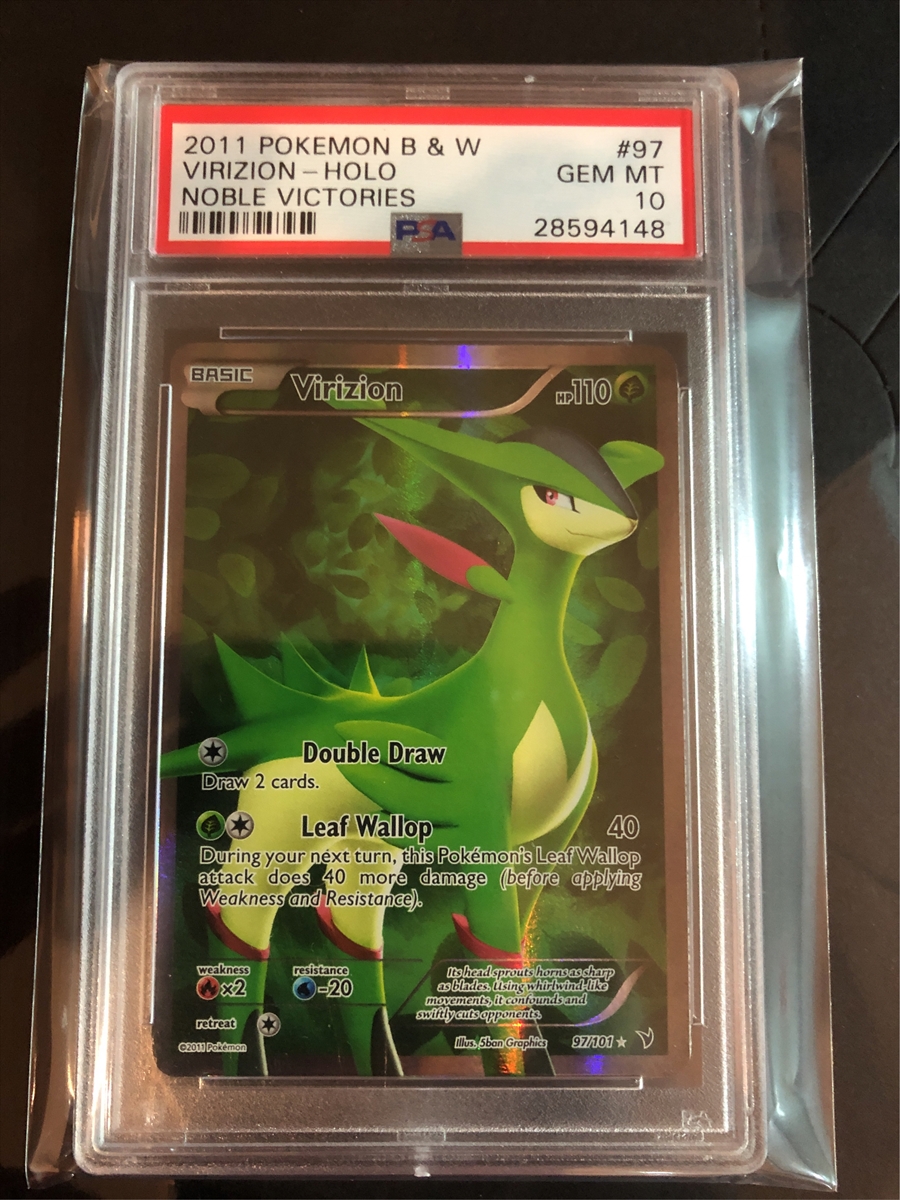 2011 POKEMON B & W #97
VIRIZION - HOLO GEM MT
NOBLE VICTORIES 10
PSA 28594148
BASIC Virizion HP110
Double Draw
Draw 2 cards.
Leaf Wallop 40
During your next turn, this Pokémon's Leaf Wallop
attack does 40 more damage (before applying
Weakness and Resistance).
weakness resistance
×2 -20
retreat
Its head sprouts horns as sharp
as blades. Using whirlwind-like
movements, it confounds and
swiftly cuts opponents.
©2011 Pokémon Illus. 5ban Graphics 97/101